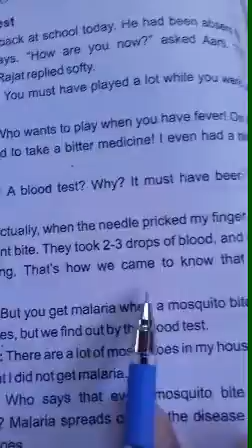 est
back at school today. He had been absent
ays. "How are you now?" asked Aarti.
Rajat replied softly.
You must have played a lot while you were
Who wants to play when you have fever! On
d to take a bitter medicine! I even had a
A blood test? Why? It must have been
ctually, when the needle pricked my finger
nt bite. They took 2-3 drops of blood, and
ng. That's how we came to know that
But you get malaria when a mosquito bite
es, but we find out by the blood test.
: There are a lot of mosquitoes in my hous
t I did not get malaria.
Who says that every mosquito bite
? Malaria spreads the disease
oes.